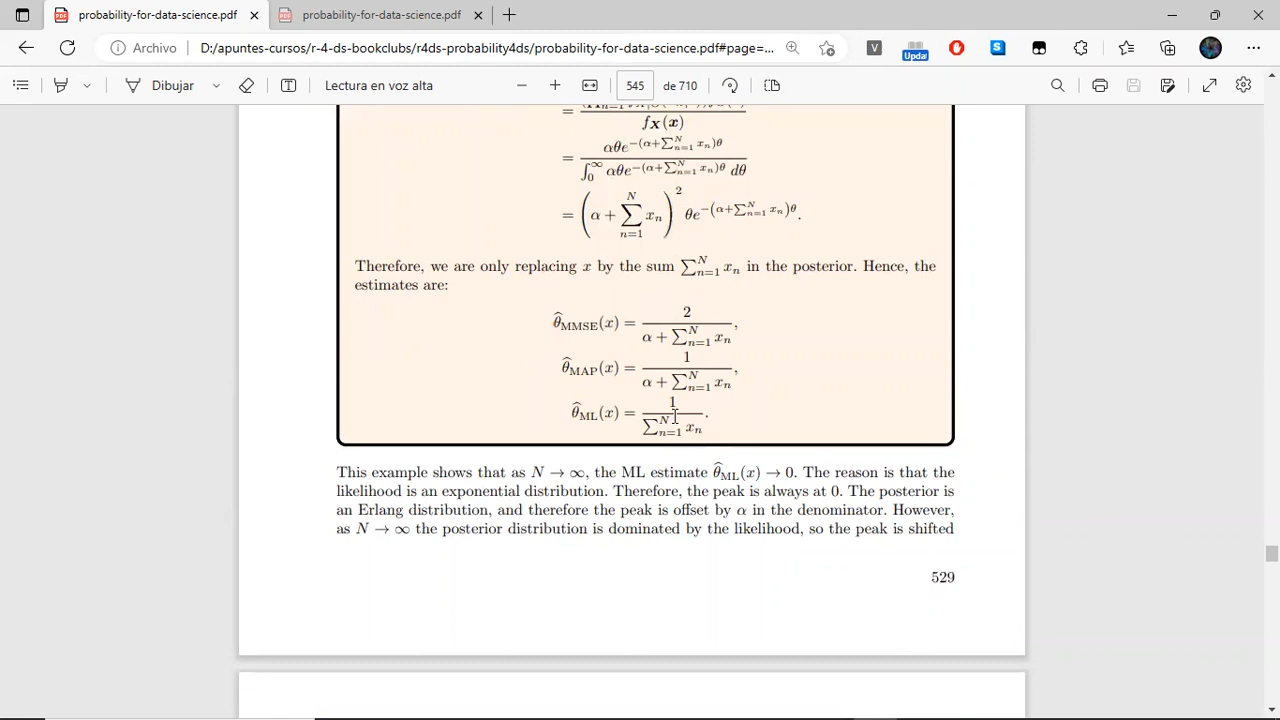 probability-for-data-science.pdf
probability-for-data-science.pdf
Archivo | D:/apuntes-curso/r-4-ds-bookclubs/r4ds-probability4ds/probability-for-data-science.pdf#page=...
Updat
Dibujar
Lectura en voz alta
545 de 710
f_X(x)
= αθe^{−(α+∑_{n=1}^{N} x_n)θ} / ∫_0^∞ αθe^{−(α+∑_{n=1}^{N} x_n)θ} dθ
= (α + ∑_{n=1}^{N} x_n)^2 θe^{−(α+∑_{n=1}^{N} x_n)θ}.
Therefore, we are only replacing x by the sum ∑_{n=1}^{N} x_n in the posterior. Hence, the
estimates are:
θ̂_MMSE(x) = 2 / (α + ∑_{n=1}^{N} x_n),
θ̂_MAP(x) = 1 / (α + ∑_{n=1}^{N} x_n),
θ̂_ML(x) = 1 / ∑_{n=1}^{N} x_n.
This example shows that as N → ∞, the ML estimate θ̂_ML(x) → 0. The reason is that the
likelihood is an exponential distribution. Therefore, the peak is always at 0. The posterior is
an Erlang distribution, and therefore the peak is offset by α in the denominator. However,
as N → ∞ the posterior distribution is dominated by the likelihood, so the peak is shifted
529